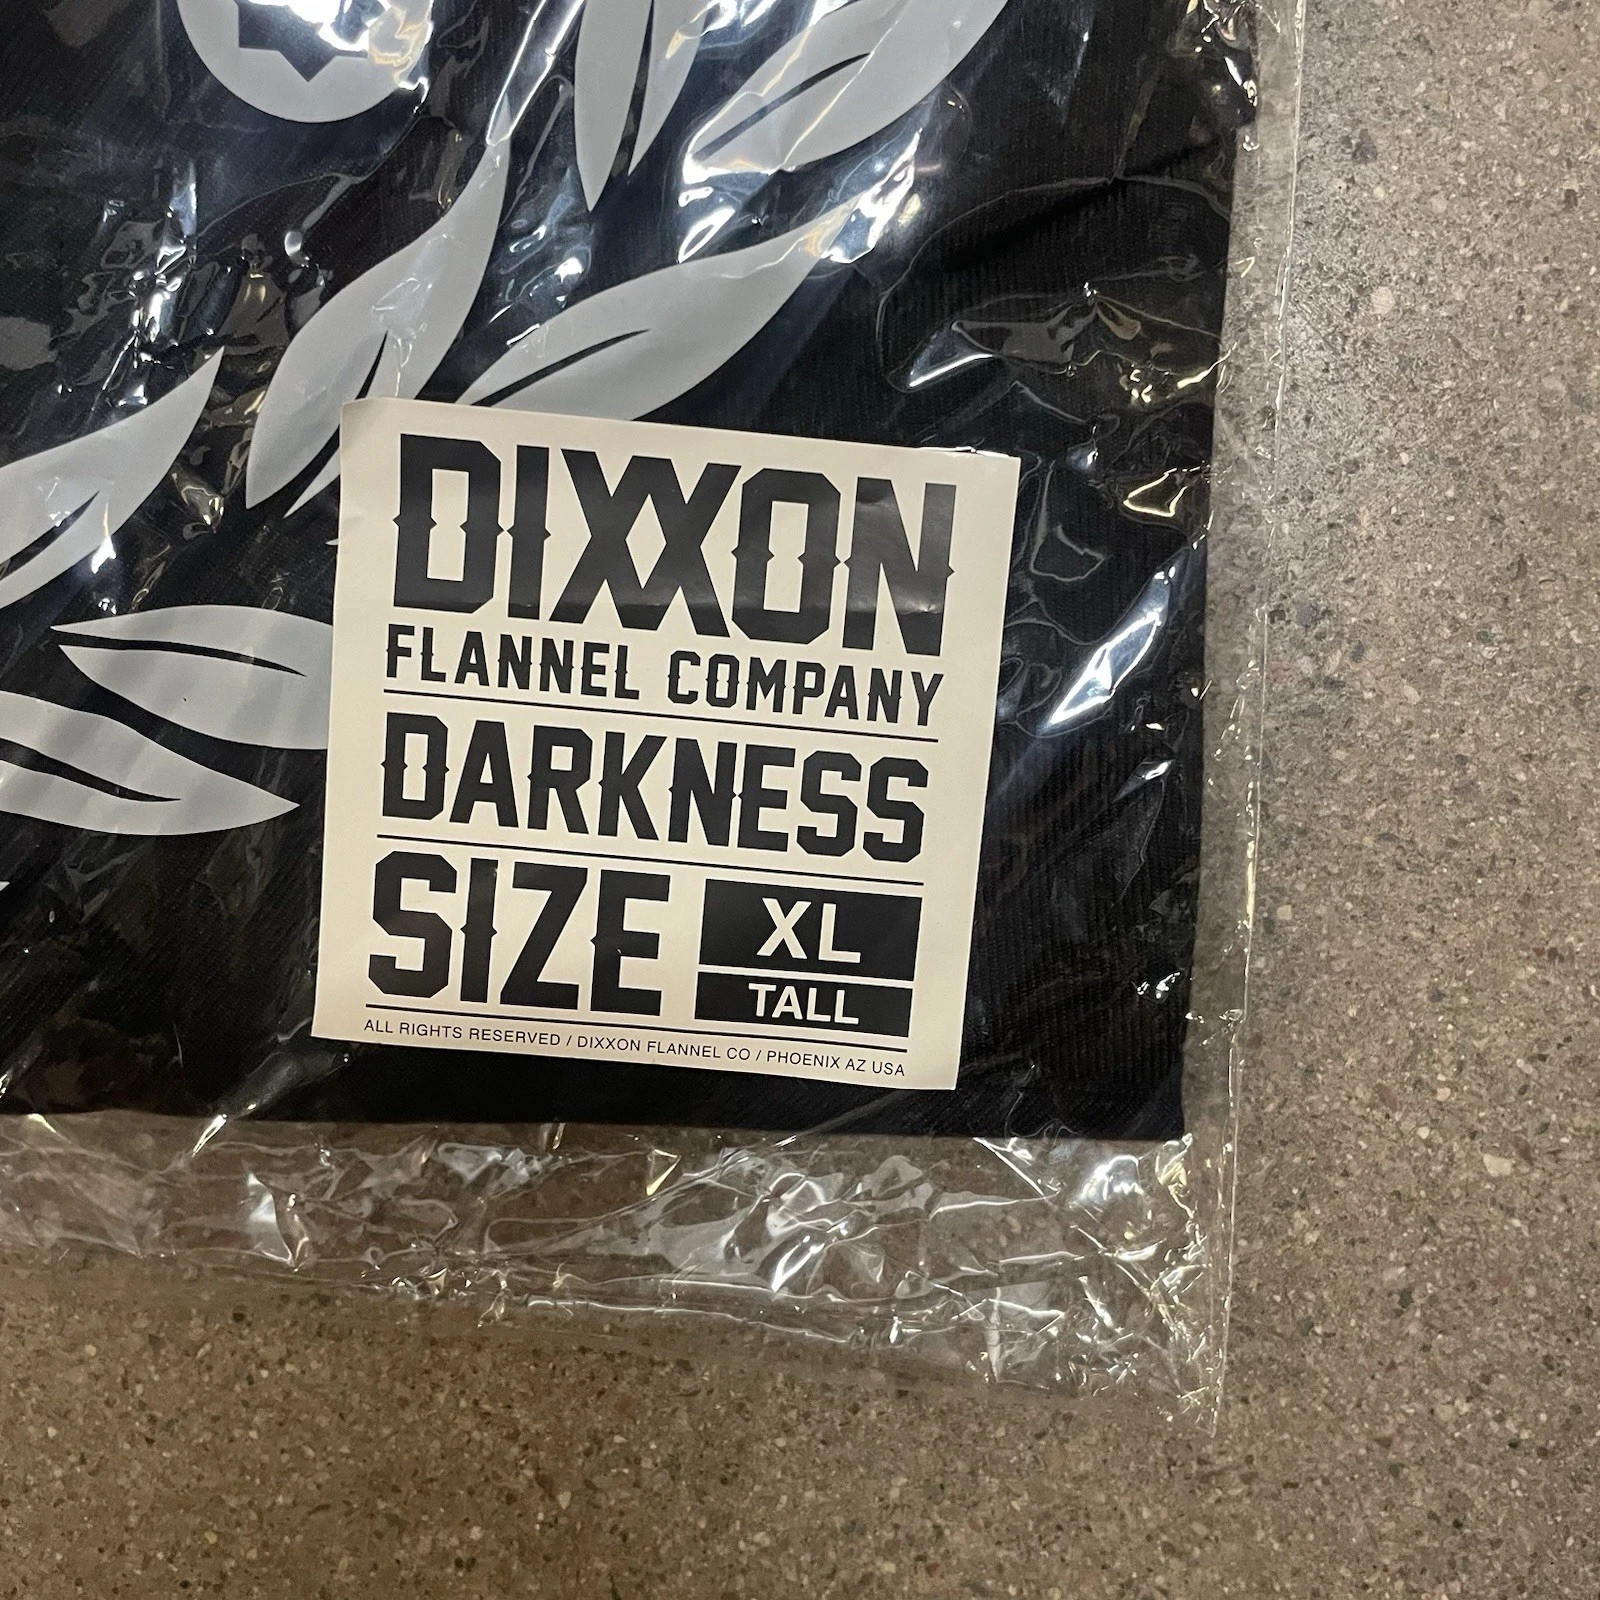 DIXXON
FLANNEL COMPANY
DARKNESS
SIZE XL
TALL
ALL RIGHTS RESERVED / DIXXON FLANNEL CO / PHOENIX AZ USA